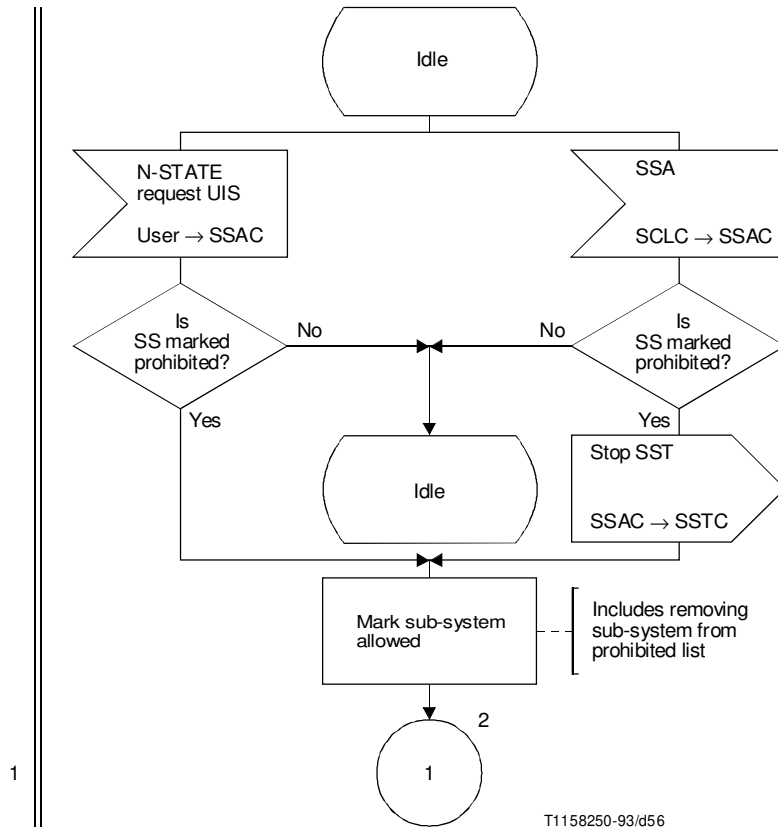 Idle
N-STATE
request UIS
User → SSAC
SSA
SCLC → SSAC
Is
SS marked
prohibited?
No
Yes
No
Is
SS marked
prohibited?
Yes
Idle
Stop SST
SSAC → SSTC
Mark sub-system
allowed
Includes removing
sub-system from
prohibited list
2
1
1
T1158250-93/d56